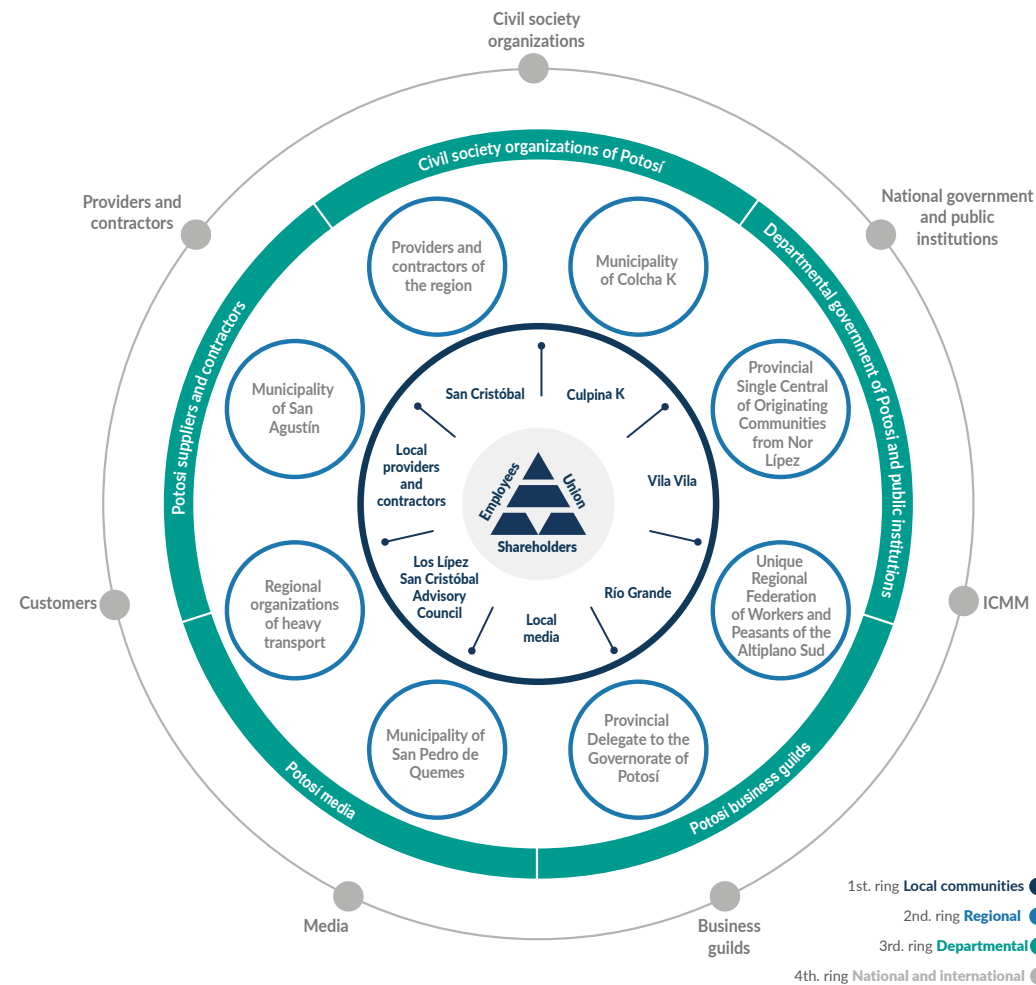 Civil society
organizations
Providers and
contractors
National government
and public
institutions
Customers
ICMM
Media
Business
guilds
Civil society organizations of Potosí
Departmental government of Potosi and public institutions
Potosí business guilds
Potosí media
Potosi suppliers and contractors
Providers and
contractors of
the region
Municipality
of Colcha K
Municipality
of San
Agustín
Provincial
Single Central
of Originating
Communities
from Nor
Lípez
Regional
organizations
of heavy
transport
Unique
Regional
Federation
of Workers and
Peasants of the
Altiplano Sud
Municipality of
San Pedro de
Quemes
Provincial
Delegate to the
Governorate of
Potosí
San Cristóbal
Culpina K
Local
providers
and
contractors
Vila Vila
Los Lípez
San Cristóbal
Advisory
Council
Río Grande
Local
media
Employees
Union
Shareholders
1st. ring Local communities
2nd. ring Regional
3rd. ring Departmental
4th. ring National and international